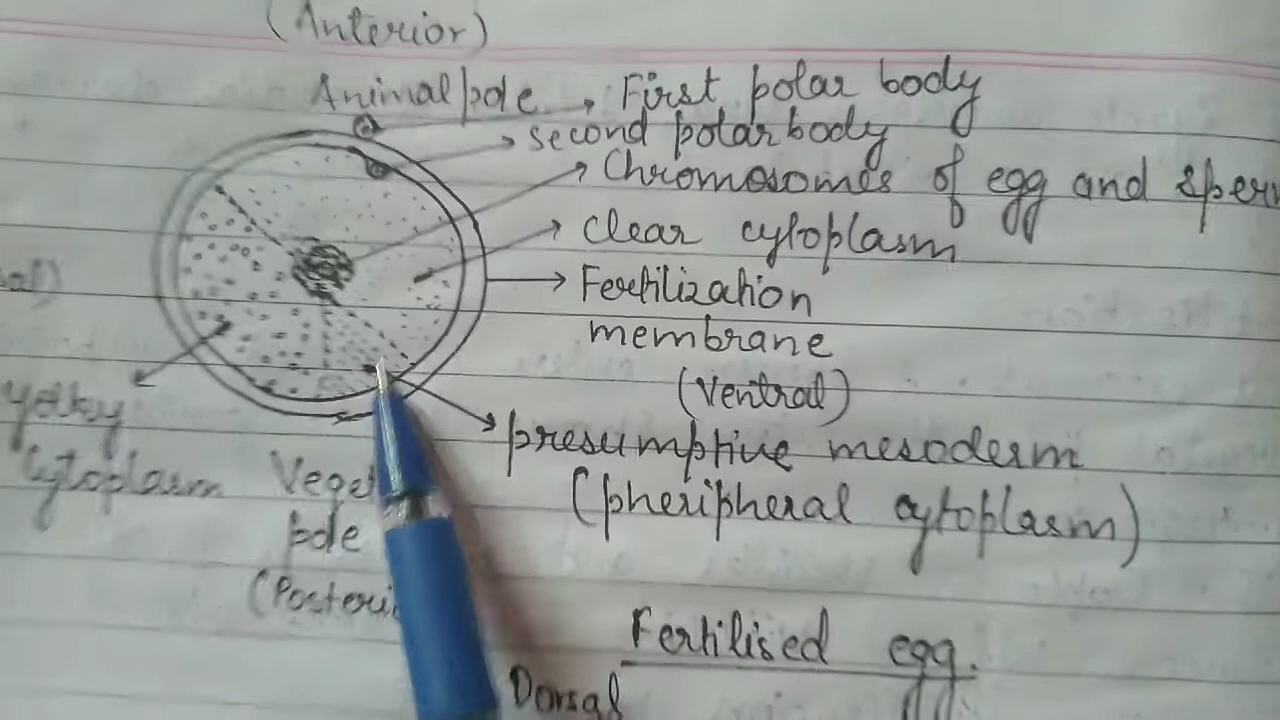 (Anterior)
Animal pole
First polar body
second polar body
Chromosomes of egg and
clear cytoplasm
Fertilization
membrane
(Ventral)
presumptive mesoderm
(pheripheral cytoplasm)
yolky
cytoplasm
pole
Fertilised egg.
Dorsal